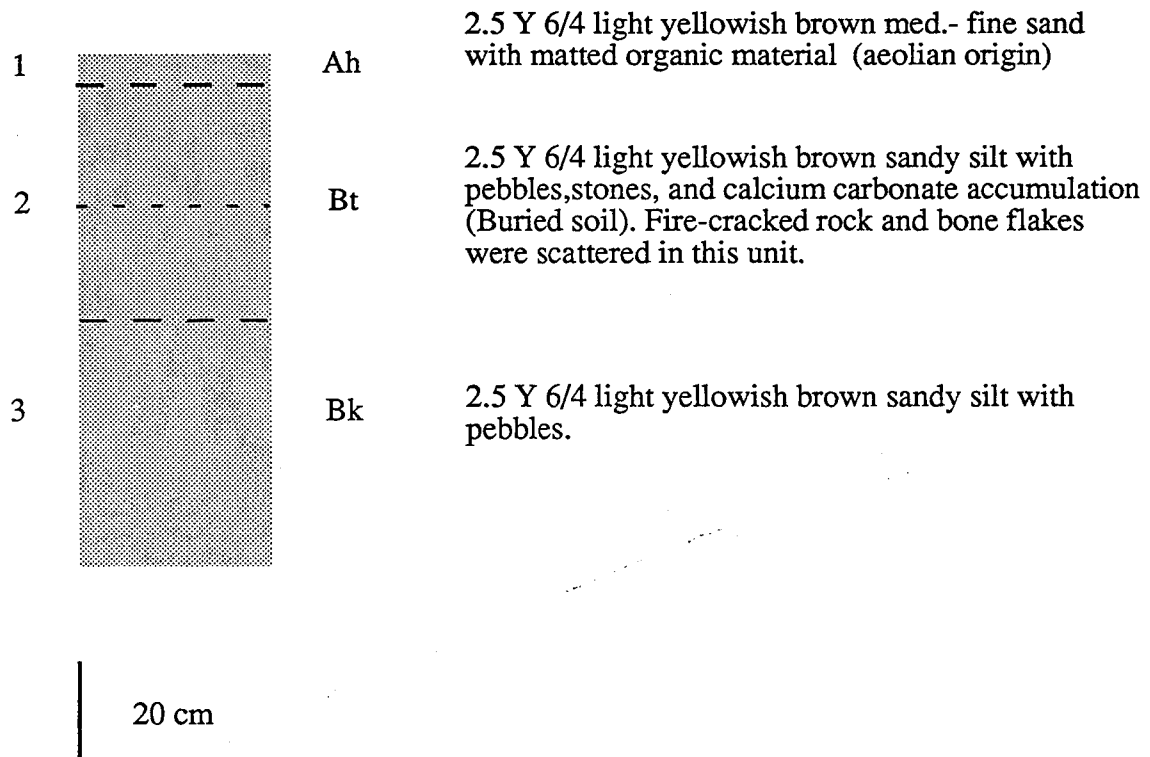 2.5 Y 6/4 light yellowish brown med.- fine sand
1 Ah with matted organic material (aeolian origin)
2.5 Y 6/4 light yellowish brown sandy silt with
2 Bt pebbles,stones, and calcium carbonate accumulation
(Buried soil). Fire-cracked rock and bone flakes
were scattered in this unit.
3 Bk 2.5 Y 6/4 light yellowish brown sandy silt with
pebbles.
20 cm